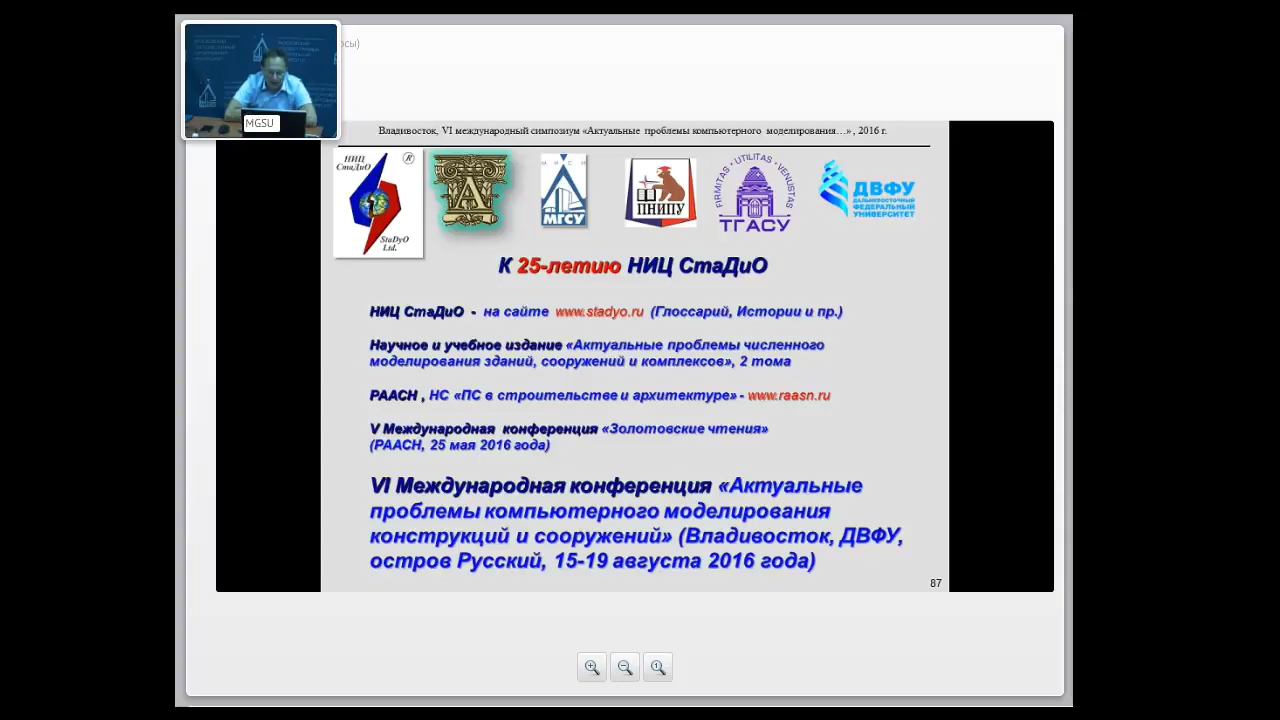 осы)
MGSU
Владивосток, VI международный симпозиум «Актуальные проблемы компьютерного моделирования…» , 2016 г.
НИЦ
СтаДиО
®
StaDyO
Ltd.
МИСИ
МГСУ
ПНИПУ
FIRMITAS • UTILITAS • VENUSTAS
ТГАСУ
ДВФУ
ДАЛЬНЕВОСТОЧНЫЙ
ФЕДЕРАЛЬНЫЙ
УНИВЕРСИТЕТ
К 25-летию НИЦ СтаДиО
НИЦ СтаДиО - на сайте www.stadyo.ru (Глоссарий, Истории и пр.)
Научное и учебное издание «Актуальные проблемы численного
моделирования зданий, сооружений и комплексов», 2 тома
РААСН , НС «ПС в строительстве и архитектуре» - www.raasn.ru
V Международная конференция «Золотовские чтения»
(РААСН, 25 мая 2016 года)
VI Международная конференция «Актуальные
проблемы компьютерного моделирования
конструкций и сооружений» (Владивосток, ДВФУ,
остров Русский, 15-19 августа 2016 года)
87